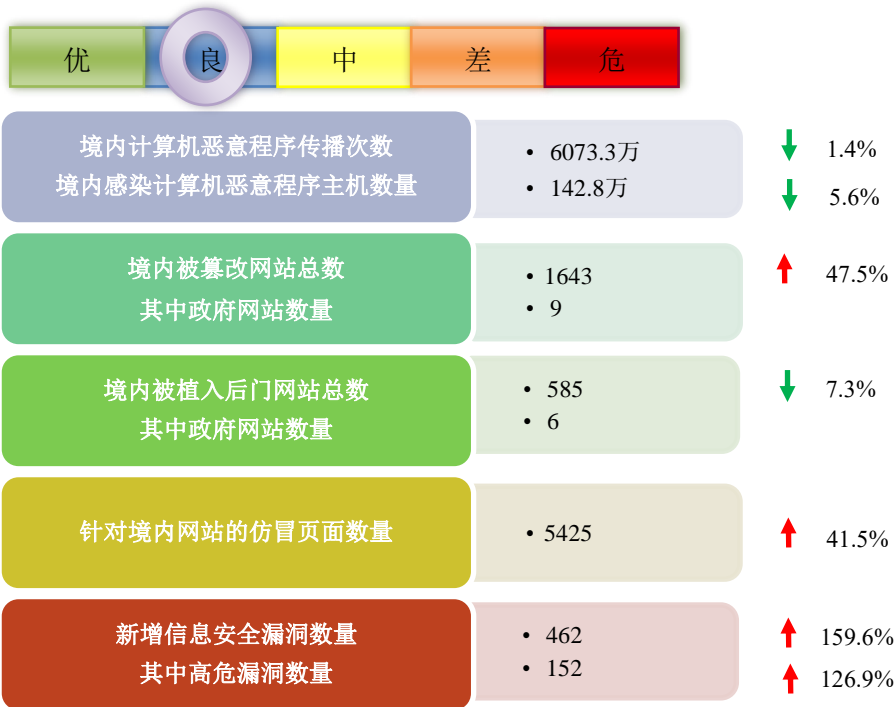 优 良 中 差 危
境内计算机恶意程序传播次数 • 6073.3万 1.4%
境内感染计算机恶意程序主机数量 • 142.8万 5.6%
境内被篡改网站总数 • 1643 47.5%
其中政府网站数量 • 9
境内被植入后门网站总数 • 585 7.3%
其中政府网站数量 • 6
针对境内网站的仿冒页面数量 • 5425 41.5%
新增信息安全漏洞数量 • 462 159.6%
其中高危漏洞数量 • 152 126.9%